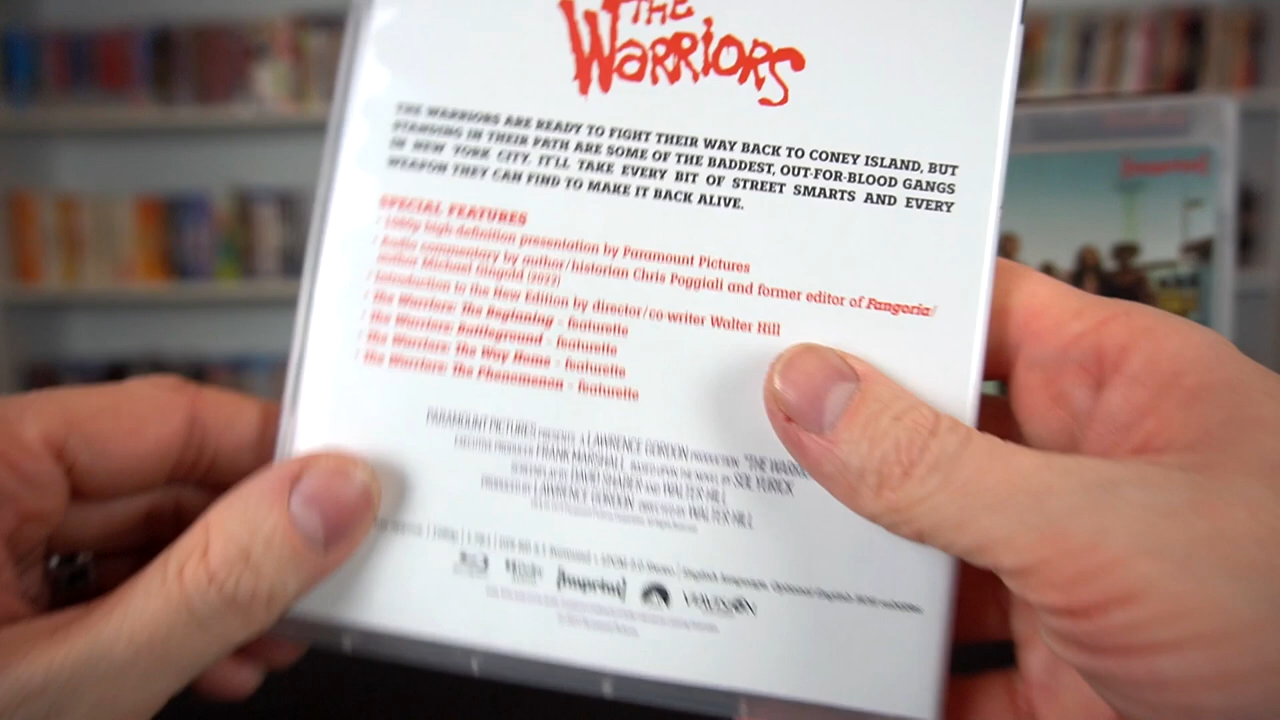 THE
WARRIORS
THE WARRIORS ARE READY TO FIGHT THEIR WAY BACK TO CONEY ISLAND, BUT
STANDING IN THEIR PATH ARE SOME OF THE BADDEST, OUT-FOR-BLOOD GANGS
IN NEW YORK CITY. IT'LL TAKE EVERY BIT OF STREET SMARTS AND EVERY
WEAPON THEY CAN FIND TO MAKE IT BACK ALIVE.
SPECIAL FEATURES
1080p high-definition presentation by Paramount Pictures
Audio commentary by author/historian Chris Poggiali and former editor of Fangoria/
author Michael Gingold (2022)
Introduction to the New Edition by director/co-writer Walter Hill
The Warriors: The Beginning - featurette
The Warriors: Battleground - featurette
The Warriors: The Way Home - featurette
The Warriors: The Phenomenon - featurette
PARAMOUNT PICTURES PRESENTS A LAWRENCE GORDON PRODUCTION "THE
EXECUTIVE PRODUCER FRANK MARSHALL BASED UPON THE NOVEL BY SOL YURICK
SCREENPLAY BY DAVID SHABER AND WALTER HILL
PRODUCED BY LAWRENCE GORDON DIRECTED BY WALTER HILL
[Imprint]
[Imprint]